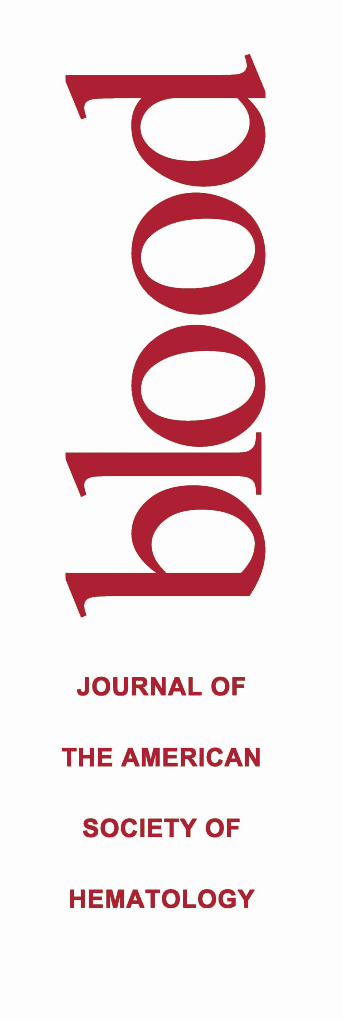 blood
JOURNAL OF
THE AMERICAN
SOCIETY OF
HEMATOLOGY